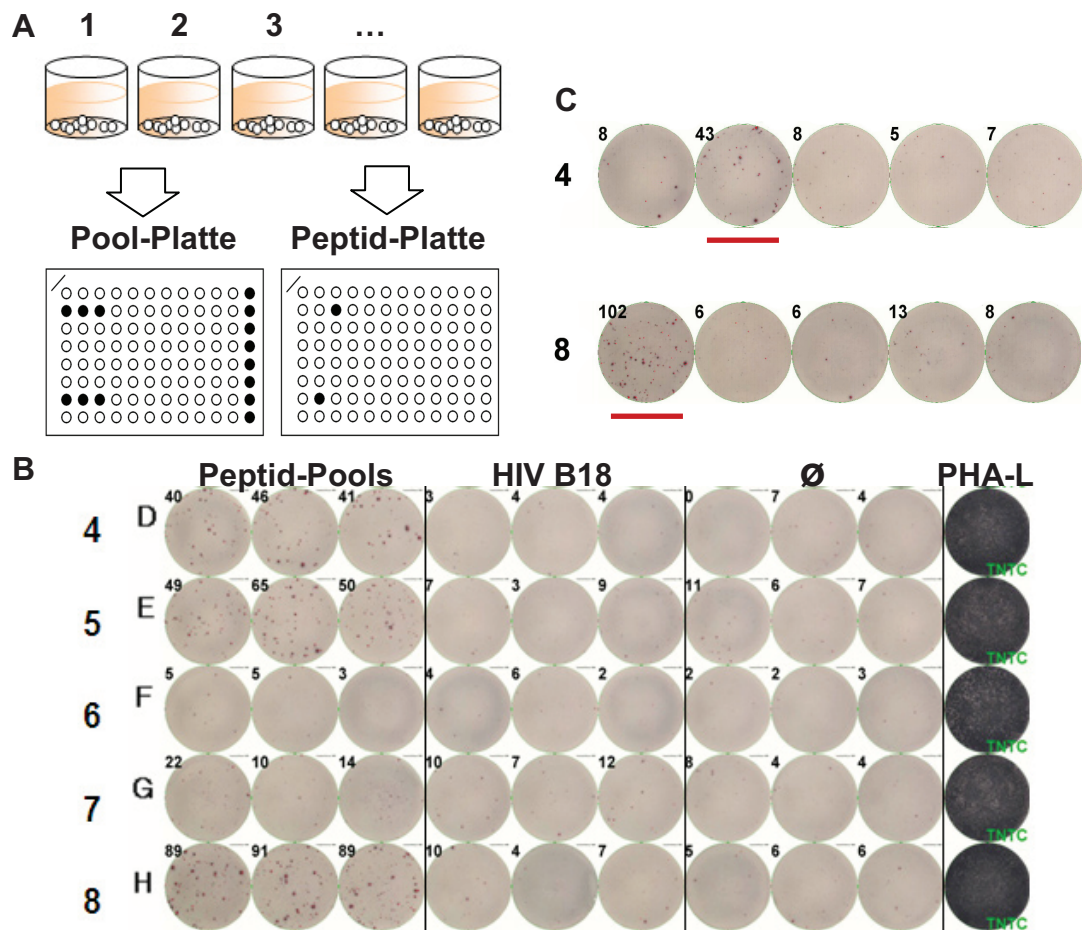 A
1 2 3 ...
Pool-Platte Peptid-Platte
C
8 43 8 5 7
4
102 6 6 13 8
8
B
Peptid-Pools HIV B18 Ø PHA-L
40 46 41 3 4 4 0 7 4
4 D
TNTC
49 65 50 7 3 9 11 6 7
5 E
TNTC
5 5 3 4 6 2 2 2 3
6 F
TNTC
22 10 14 10 7 12 8 4 4
7 G
TNTC
89 91 89 10 4 7 5 6 6
8 H
TNTC